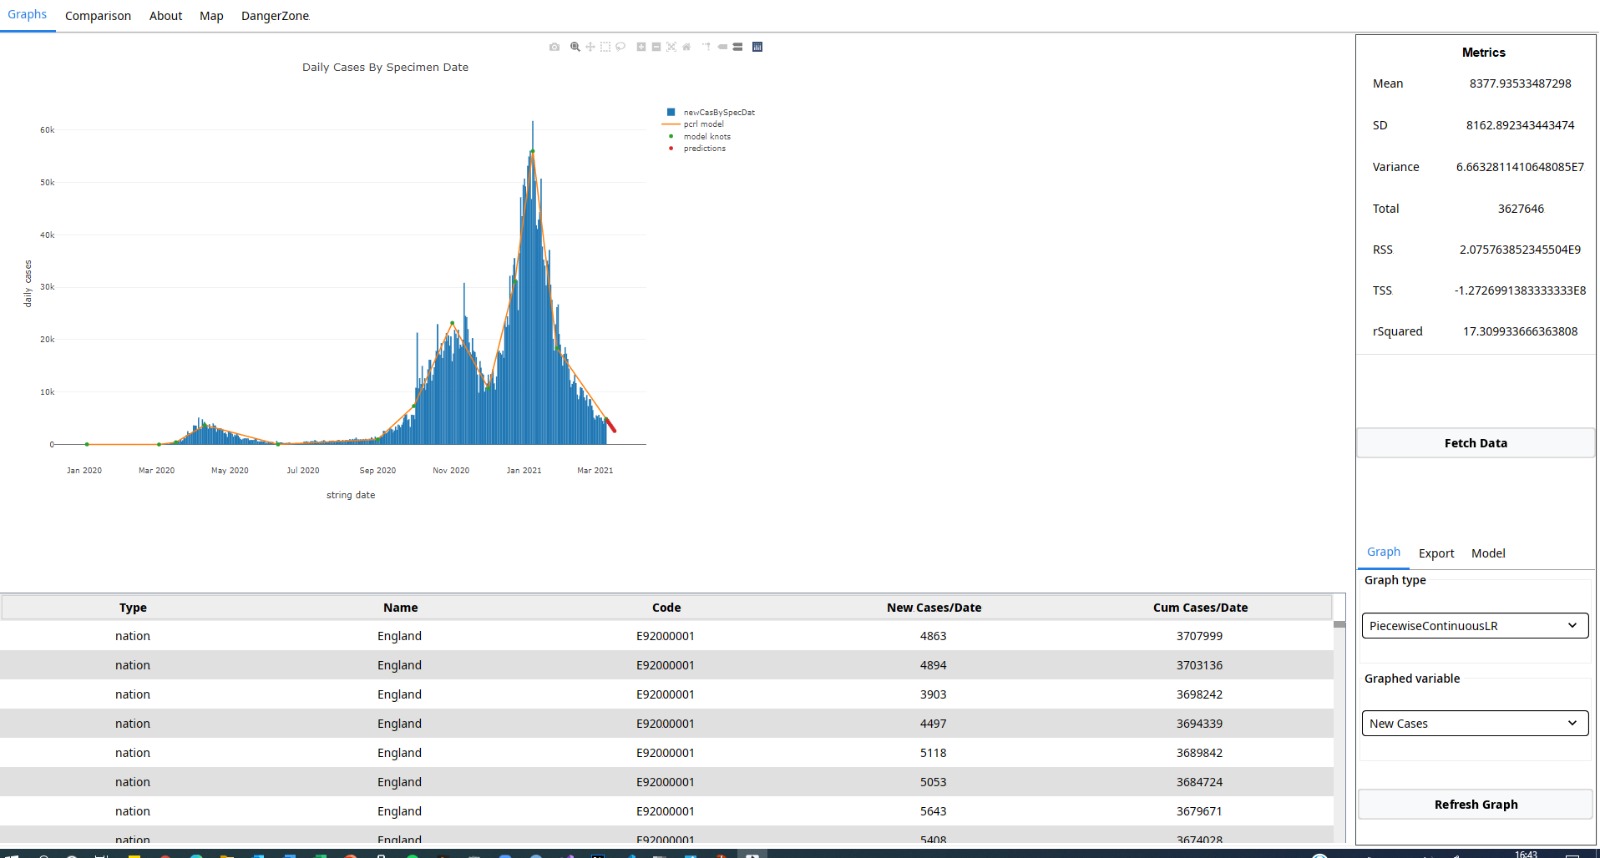 Graphs Comparison About Map DangerZone
Daily Cases By Specimen Date
newCasBySpecDat
pcrl model
model knots
predictions
60k
50k
40k
30k
20k
10k
0
daily cases
Jan 2020 Mar 2020 May 2020 Jul 2020 Sep 2020 Nov 2020 Jan 2021 Mar 2021
string date
Metrics
Mean 8377.93533487298
SD 8162.892343443474
Variance 6.6632811410648085E7
Total 3627646
RSS 2.075763852345504E9
TSS -1.2726991383333333E8
rSquared 17.309933666363808
Fetch Data
Graph Export Model
Graph type
PiecewiseContinuousLR
Graphed variable
New Cases
Refresh Graph
Type Name Code New Cases/Date Cum Cases/Date
nation England E92000001 4863 3707999
nation England E92000001 4894 3703136
nation England E92000001 3903 3698242
nation England E92000001 4497 3694339
nation England E92000001 5118 3689842
nation England E92000001 5053 3684724
nation England E92000001 5643 3679671
nation England E92000001 5408 3674028
16:43